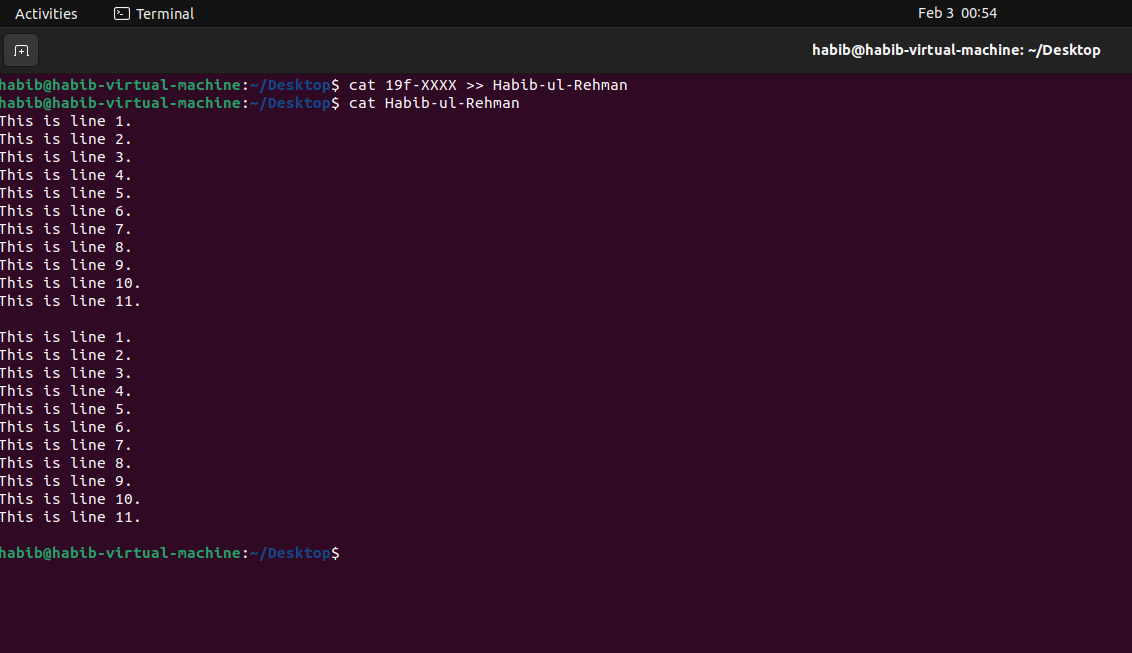 Activities Terminal Feb 3 00:54
habib@habib-virtual-machine: ~/Desktop
habib@habib-virtual-machine:~/Desktop$ cat 19f-XXXX >> Habib-ul-Rehman
habib@habib-virtual-machine:~/Desktop$ cat Habib-ul-Rehman
This is line 1.
This is line 2.
This is line 3.
This is line 4.
This is line 5.
This is line 6.
This is line 7.
This is line 8.
This is line 9.
This is line 10.
This is line 11.

This is line 1.
This is line 2.
This is line 3.
This is line 4.
This is line 5.
This is line 6.
This is line 7.
This is line 8.
This is line 9.
This is line 10.
This is line 11.

habib@habib-virtual-machine:~/Desktop$